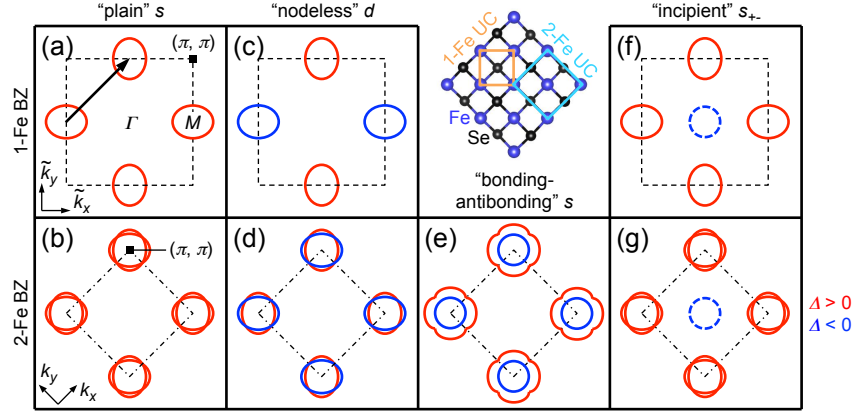 “plain” s
“nodeless” d
“incipient” s+-
1-Fe BZ
(a)
(π, π)
Γ
M
k̃y
k̃x
(c)
1-Fe UC
2-Fe UC
Fe
Se
“bonding-
antibonding” s
(f)
2-Fe BZ
(b)
(π, π)
ky
kx
(d)
(e)
(g)
Δ > 0
Δ < 0